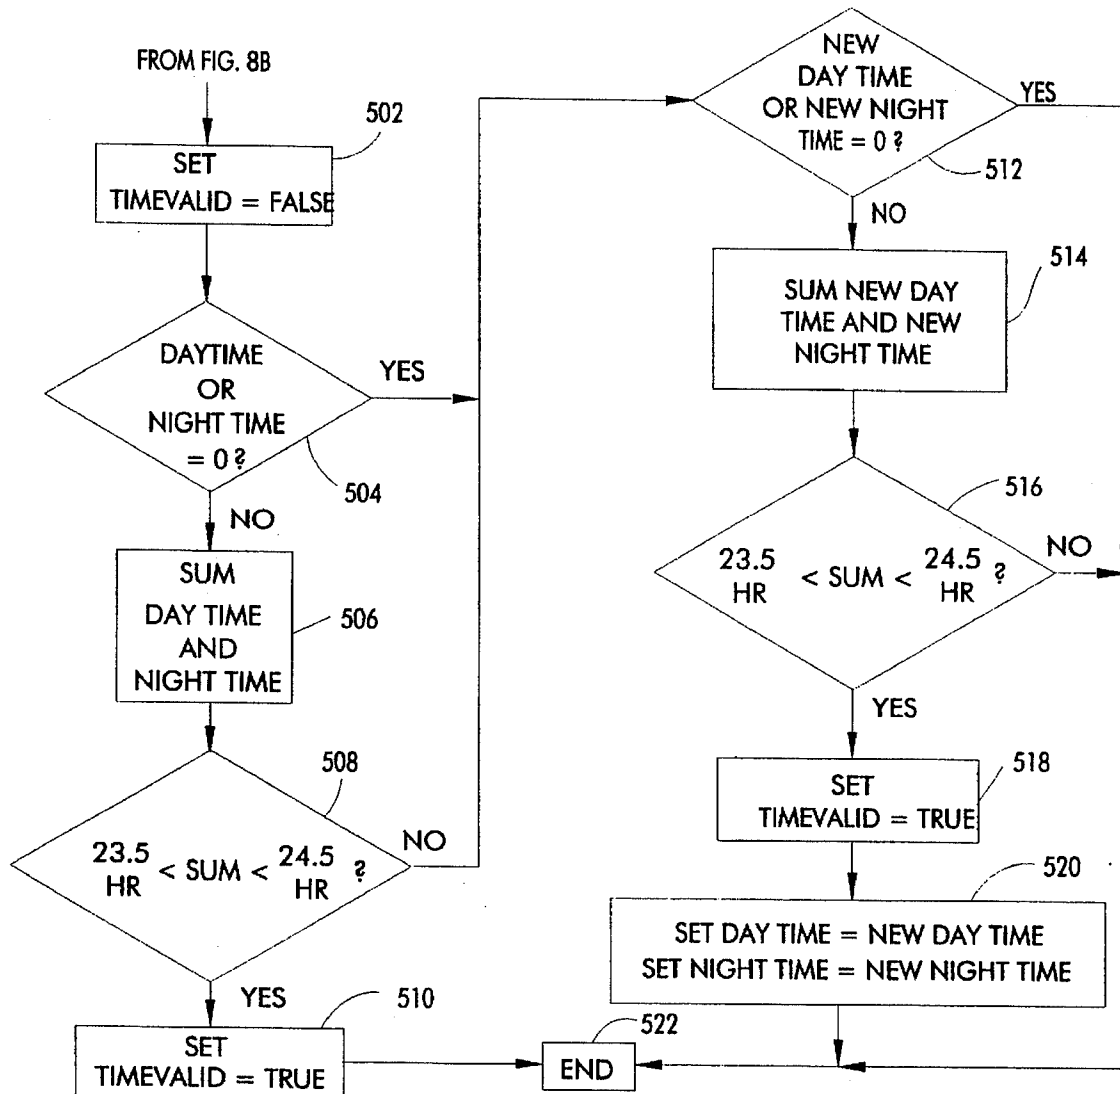 FROM FIG. 8B
502
SET
TIMEVALID = FALSE
DAYTIME
OR
NIGHT TIME
= 0 ?
YES
504
NO
SUM
DAY TIME
AND
NIGHT TIME
506
508
23.5
HR
< SUM <
24.5
HR
?
NO
YES
510
SET
TIMEVALID = TRUE
NEW
DAY TIME
OR NEW NIGHT
TIME = 0 ?
YES
512
NO
514
SUM NEW DAY
TIME AND NEW
NIGHT TIME
516
23.5
HR
< SUM <
24.5
HR
?
NO
YES
518
SET
TIMEVALID = TRUE
520
SET DAY TIME = NEW DAY TIME
SET NIGHT TIME = NEW NIGHT TIME
522
END